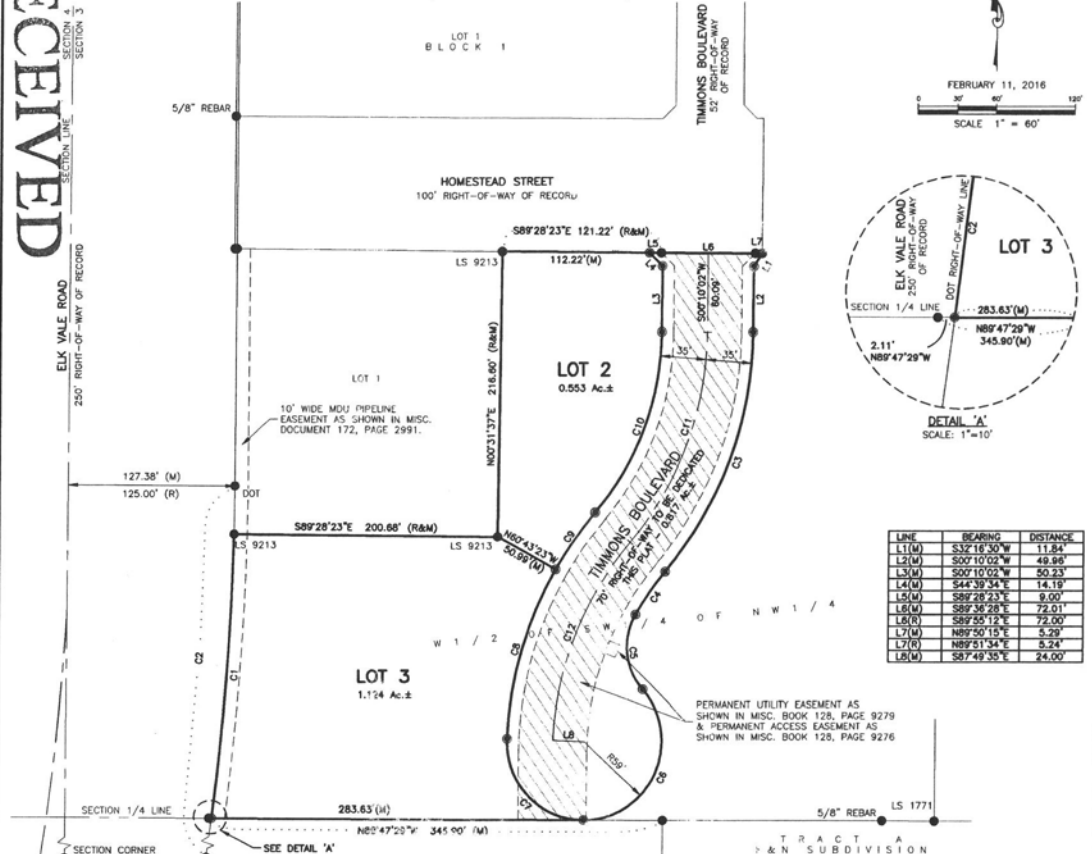 RECEIVED
SECTION 4
SECTION 3
SECTION LINE
ELK VALE ROAD
250' RIGHT-OF-WAY OF RECORD
5/8" REBAR
LOT 1
BLOCK 1
TIMMONS BOULEVARD
52' RIGHT-OF-WAY
OF RECORD
FEBRUARY 11, 2016
0 30' 60' 120'
SCALE 1" = 60'
HOMESTEAD STREET
100' RIGHT-OF-WAY OF RECORD
S89°28'23"E 121.22' (R&M)
112.22'(M)
LS 9213
L5
L6
L7
L4
L1
L3
L2
S00°10'02"W
80.09'
35'
35'
LOT 1
N00°31'37"E 216.60' (R&M)
LOT 2
0.553 Ac.±
10' WIDE MDU PIPELINE
EASEMENT AS SHOWN IN MISC.
DOCUMENT 172, PAGE 2991.
127.38' (M)
125.00' (R)
DOT
S89°28'23"E 200.68' (R&M)
LS 9213
LS 9213
N60°43'23"W
50.99'(M)
C10
C11
C3
C9
TIMMONS BOULEVARD
70' RIGHT-OF-WAY TO BE DEDICATED
THIS PLAT - 0.817 Ac.±
C4
C5
C8
C12
W 1/2 OF SW 1/4 OF NW 1/4
C2
C1
LOT 3
1.124 Ac.±
PERMANENT UTILITY EASEMENT AS
SHOWN IN MISC. BOOK 128, PAGE 9279
& PERMANENT ACCESS EASEMENT AS
SHOWN IN MISC. BOOK 128, PAGE 9276
L8
R59'
C6
C7
SECTION 1/4 LINE
283.63'(M)
N89°47'29"W 345.90' (M)
SEE DETAIL 'A'
SECTION CORNER
5/8" REBAR
LS 1771
TRACT A
& N SUBDIVISION
ELK VALE ROAD
250' RIGHT-OF-WAY
OF RECORD
DOT RIGHT-OF-WAY LINE
C2
LOT 3
SECTION 1/4 LINE
283.63'(M)
N89°47'29"W
345.90'(M)
2.11'
N89°47'29"W
DETAIL 'A'
SCALE: 1"=10'
LINE BEARING DISTANCE
L1(M) S32°16'30"W 11.84'
L2(M) S00°10'02"W 49.96'
L3(M) S00°10'02"W 50.23'
L4(M) S44°39'34"E 14.19'
L5(M) S89°28'23"E 9.00'
L6(M) S89°36'28"E 72.01'
L6(R) S89°55'12"E 72.00'
L7(M) N89°50'15"E 5.29'
L7(R) N89°51'34"E 5.24'
L8(M) S87°49'35"E 24.00'